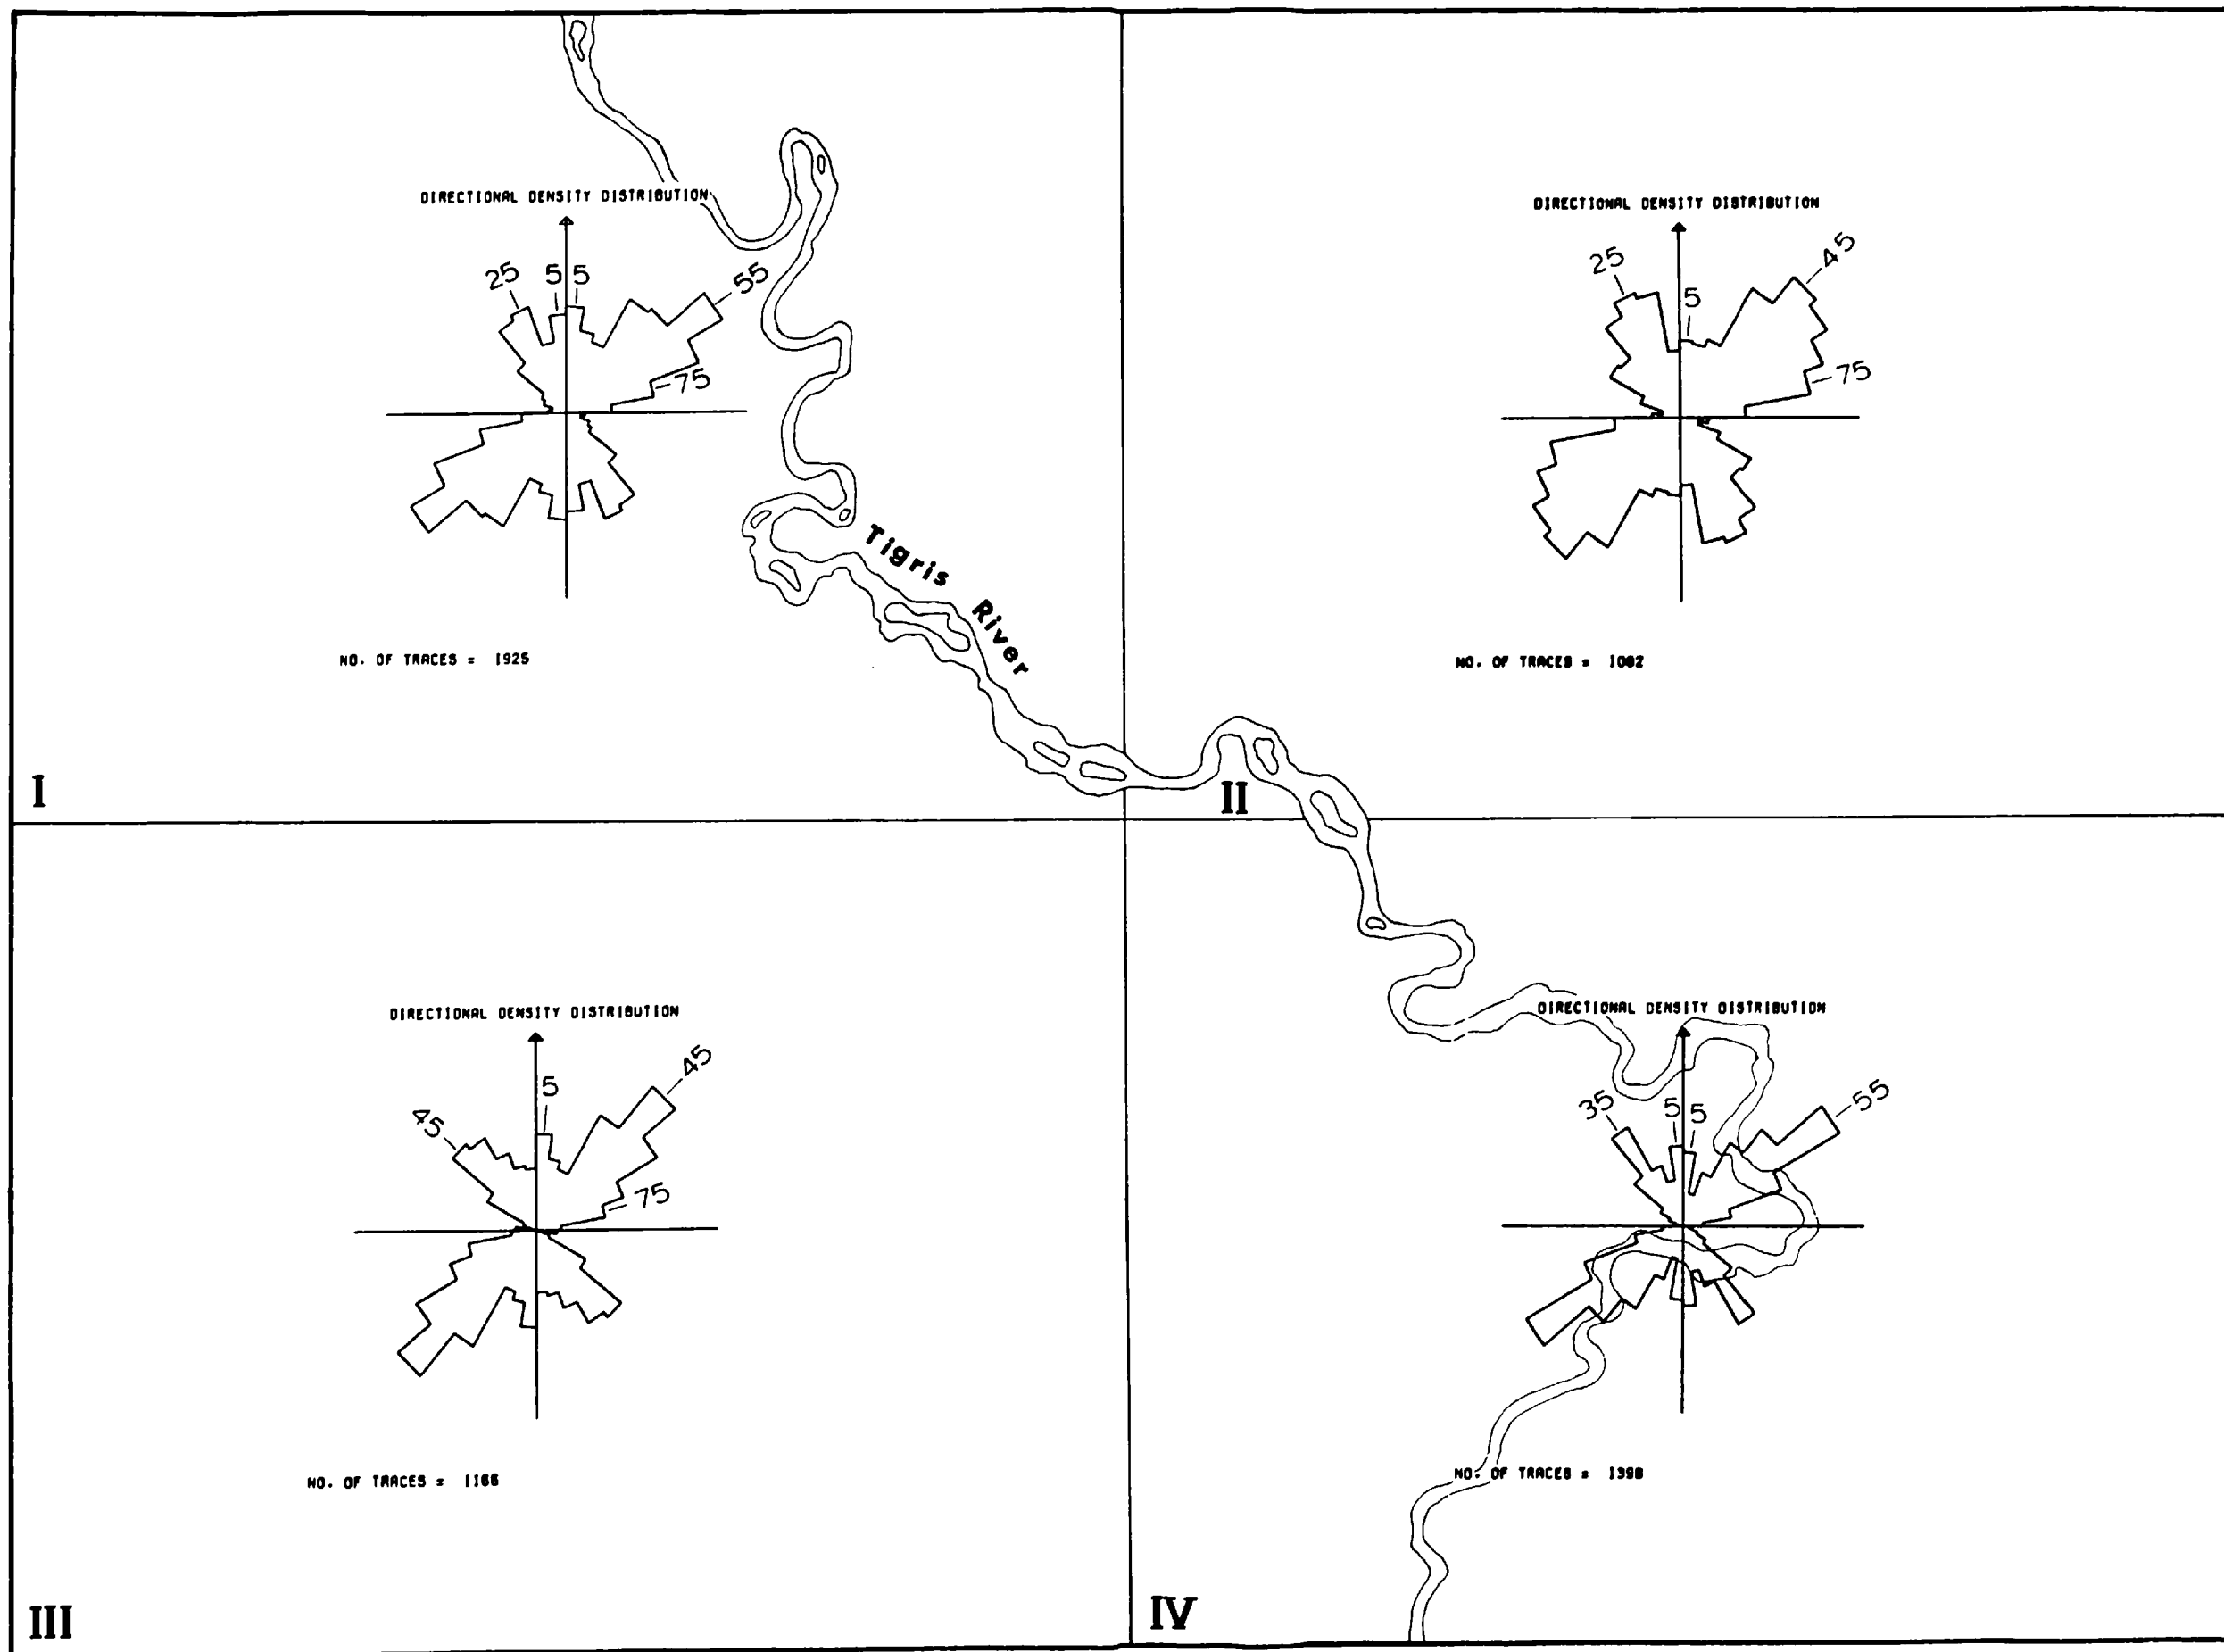 DIRECTIONAL DENSITY DISTRIBUTION
25 5 5 55
75
NO. OF TRACES = 1925
Tigris River
I
DIRECTIONAL DENSITY DISTRIBUTION
25 5 45
75
NO. OF TRACES =
II
DIRECTIONAL DENSITY DISTRIBUTION
45 5 45
75
NO. OF TRACES = 1166
III
DIRECTIONAL DENSITY DISTRIBUTION
35 5 5 55
NO. OF TRACES = 1398
IV